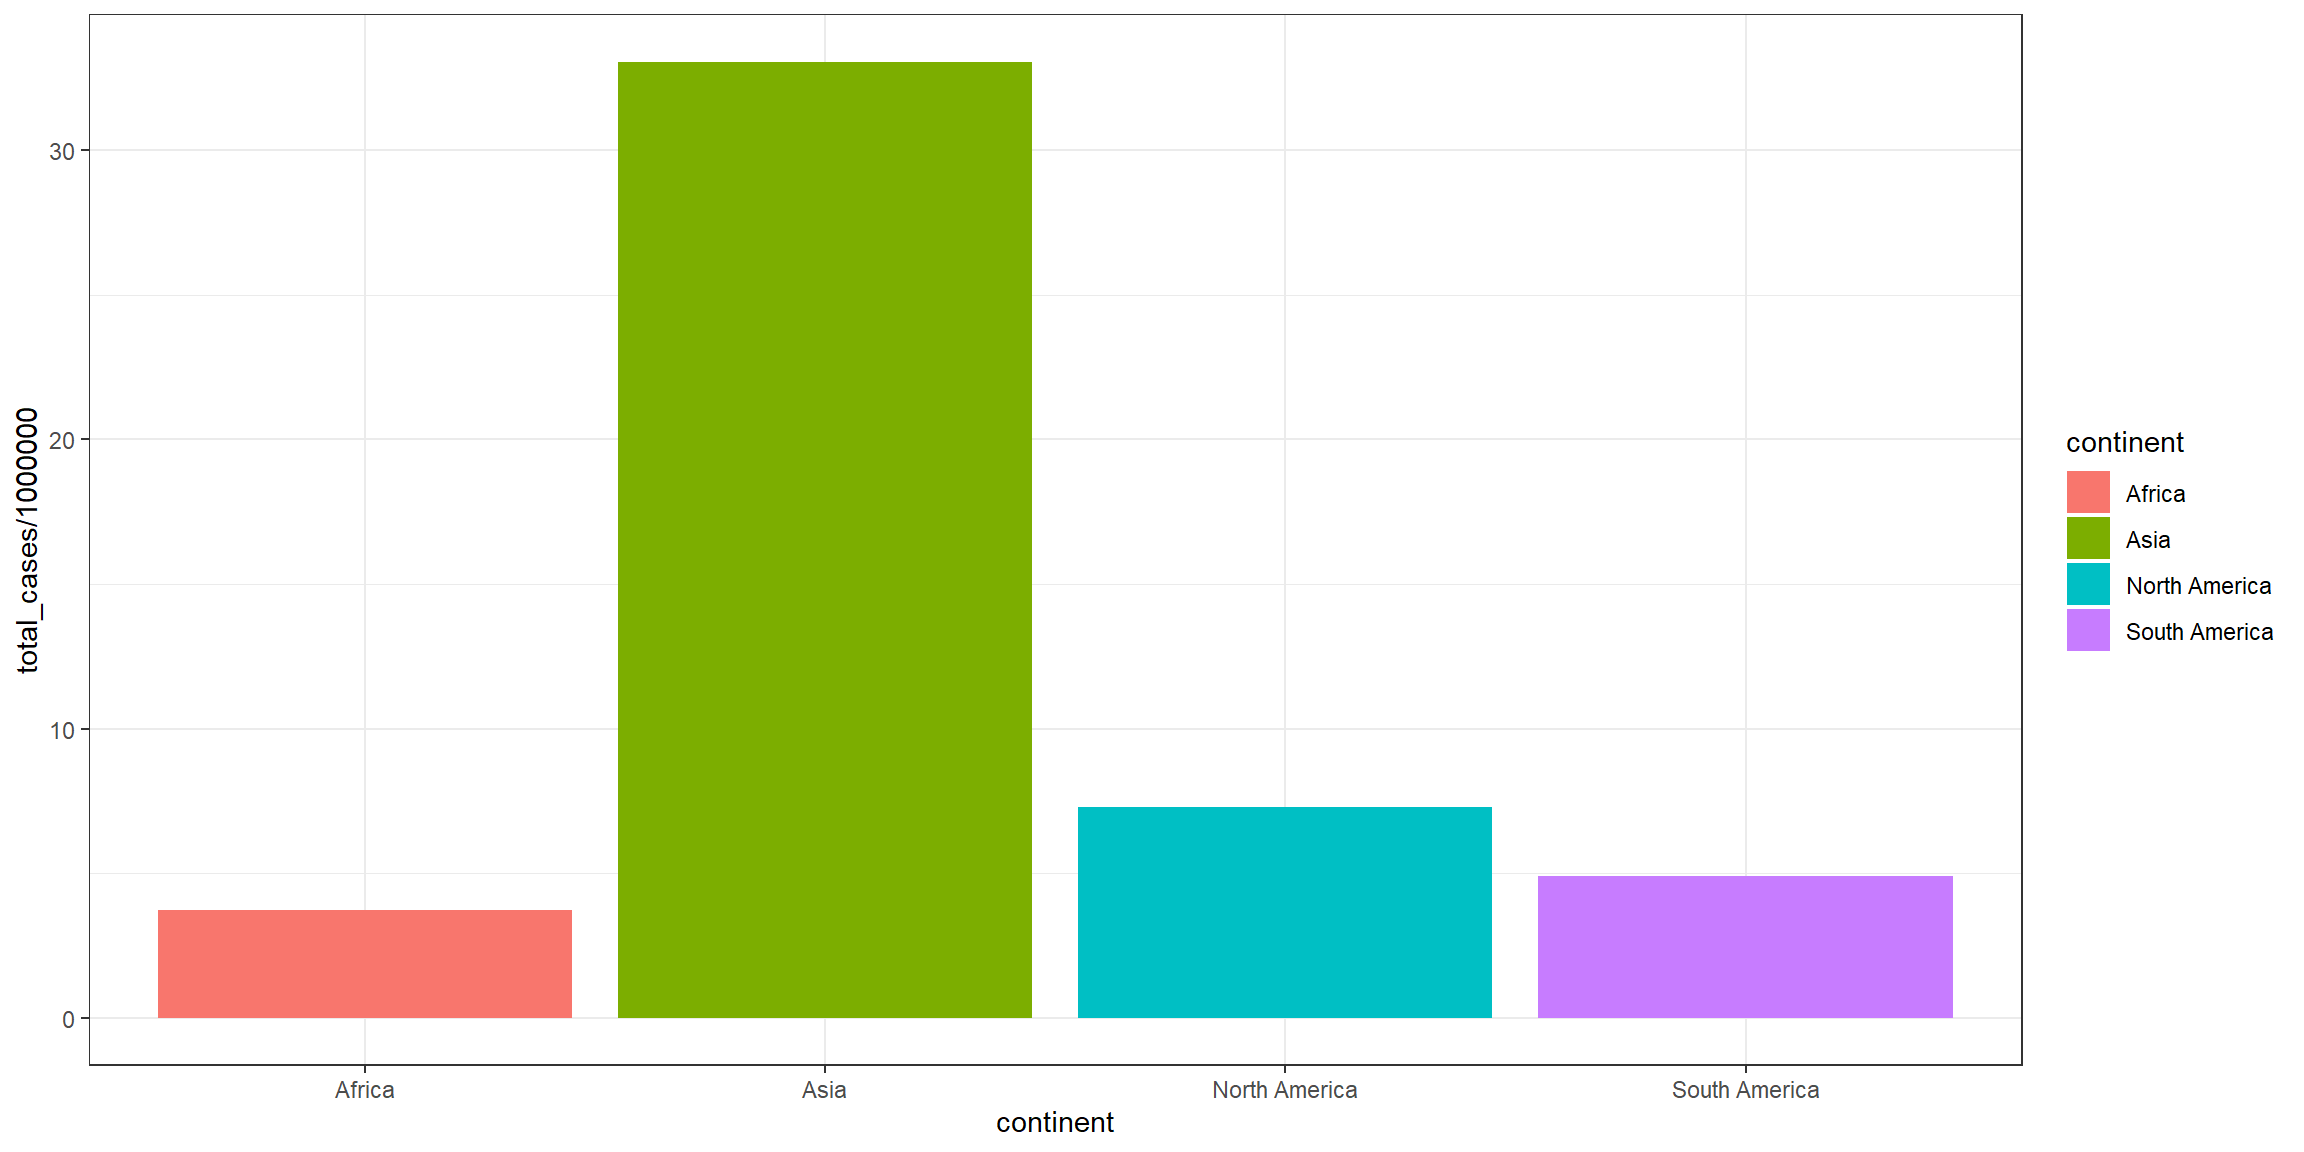 total_cases/1000000
30
20
10
0
Africa
Asia
North America
South America
continent
continent
Africa
Asia
North America
South America